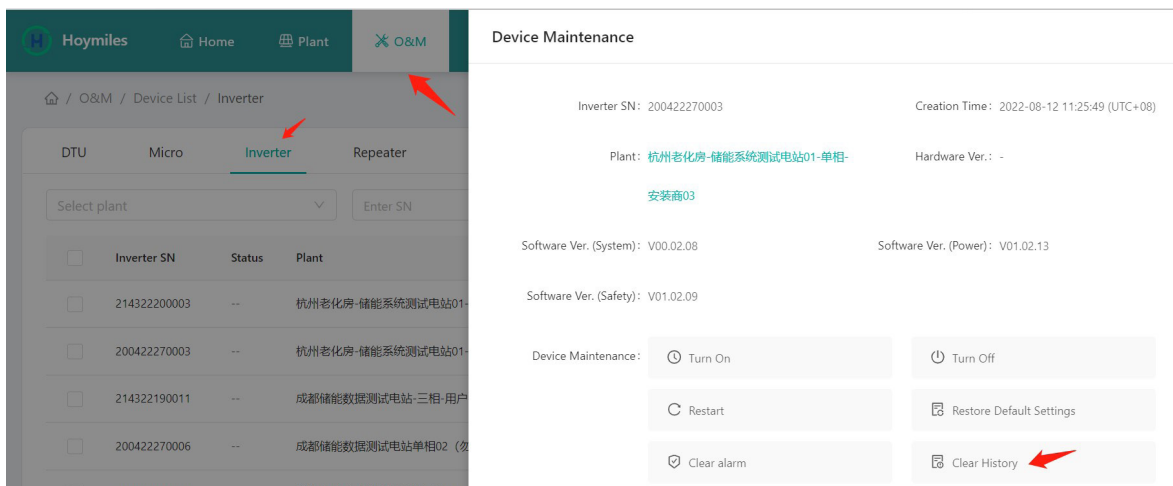 Hoymiles
Home
Plant
O&M
/ O&M / Device List / Inverter
DTU
Micro
Inverter
Repeater
Select plant
Enter SN
Inverter SN Status Plant
214322200003 -- 杭州老化房-储能系统测试电站01-
200422270003 -- 杭州老化房-储能系统测试电站01-
214322190011 -- 成都储能数据测试电站-三相-用户
200422270006 -- 成都储能数据测试电站单相02（勿
Device Maintenance
Inverter SN: 200422270003
Creation Time: 2022-08-12 11:25:49 (UTC+08)
Plant: 杭州老化房-储能系统测试电站01-单相-
安装商03
Hardware Ver.: -
Software Ver. (System): V00.02.08
Software Ver. (Power): V01.02.13
Software Ver. (Safety): V01.02.09
Device Maintenance:
Turn On
Turn Off
Restart
Restore Default Settings
Clear alarm
Clear History